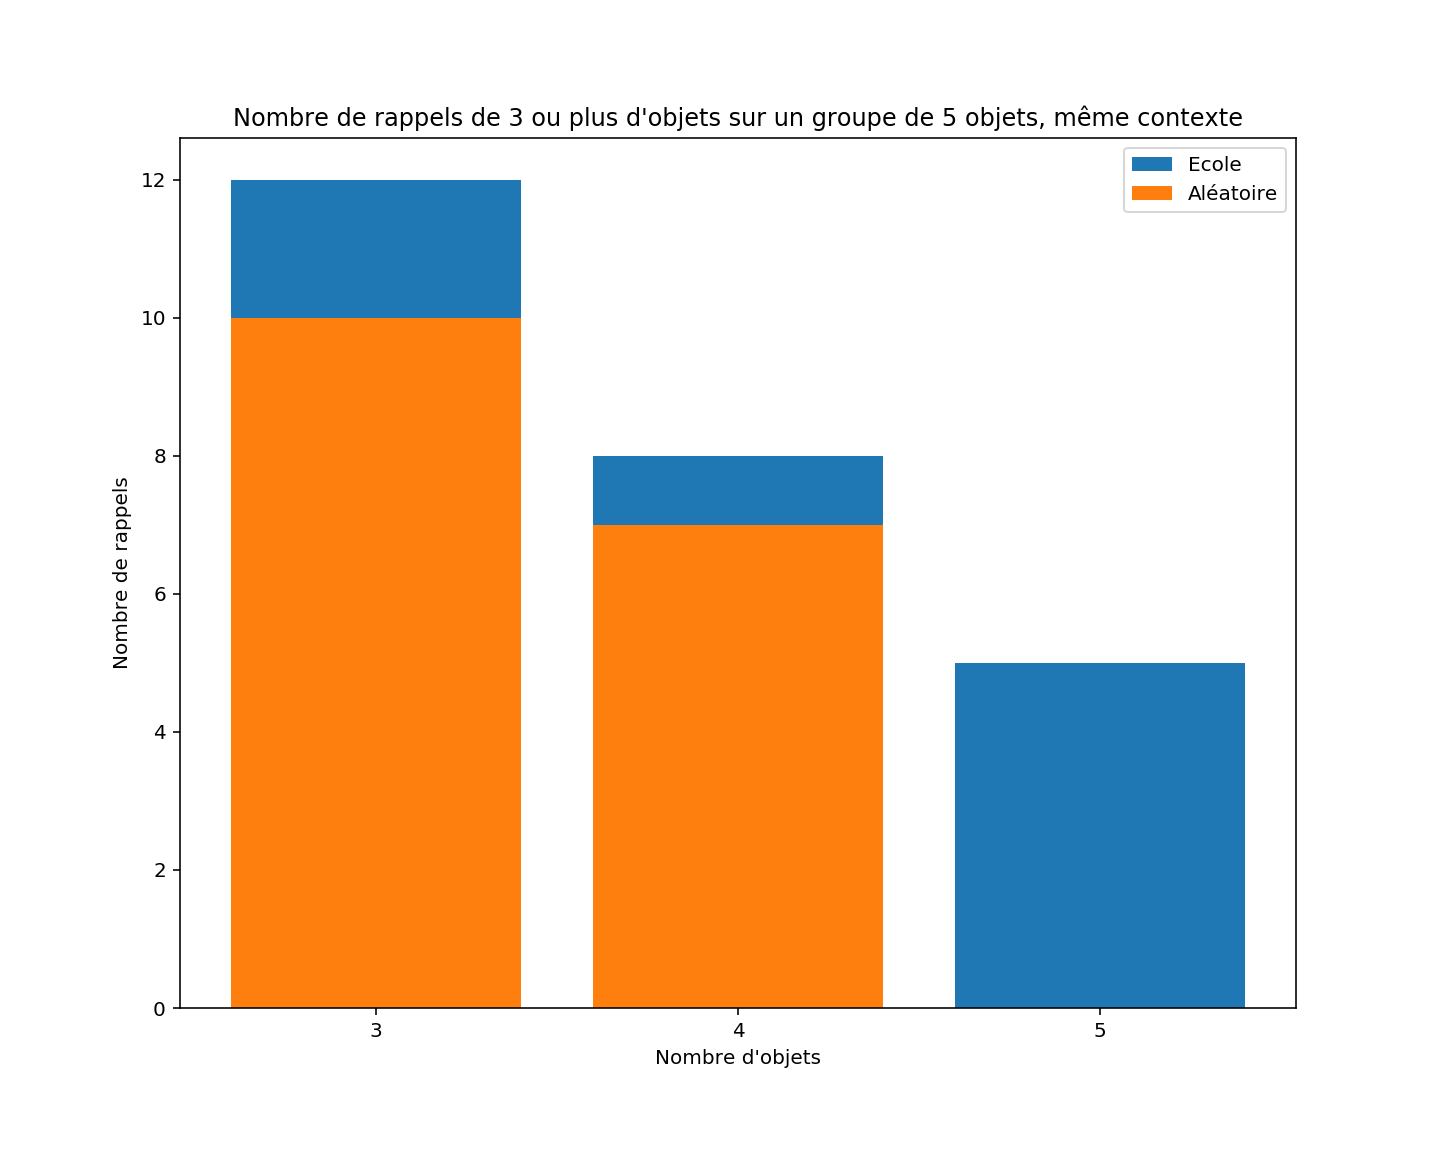 Nombre de rappels de 3 ou plus d'objets sur un groupe de 5 objets, même contexte
Ecole
Aléatoire
12
10
8
6
4
2
0
Nombre de rappels
3
4
5
Nombre d'objets